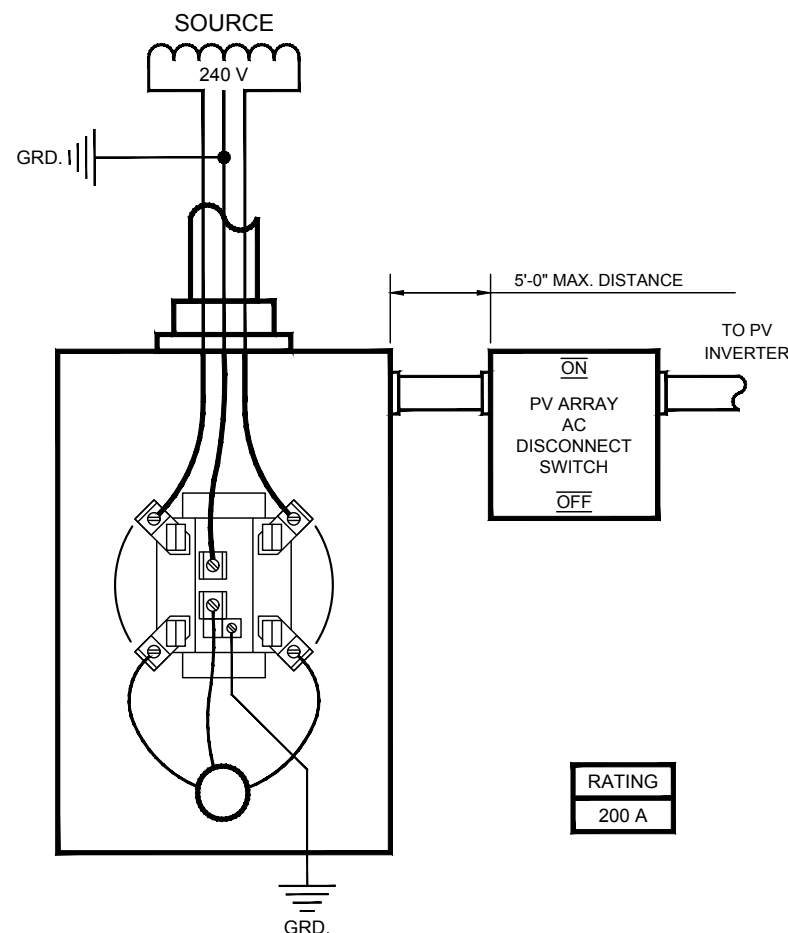 SOURCE
240 V
GRD.
5'-0" MAX. DISTANCE
TO PV
INVERTER
ON
PV ARRAY
AC
DISCONNECT
SWITCH
OFF
RATING
200 A
GRD.